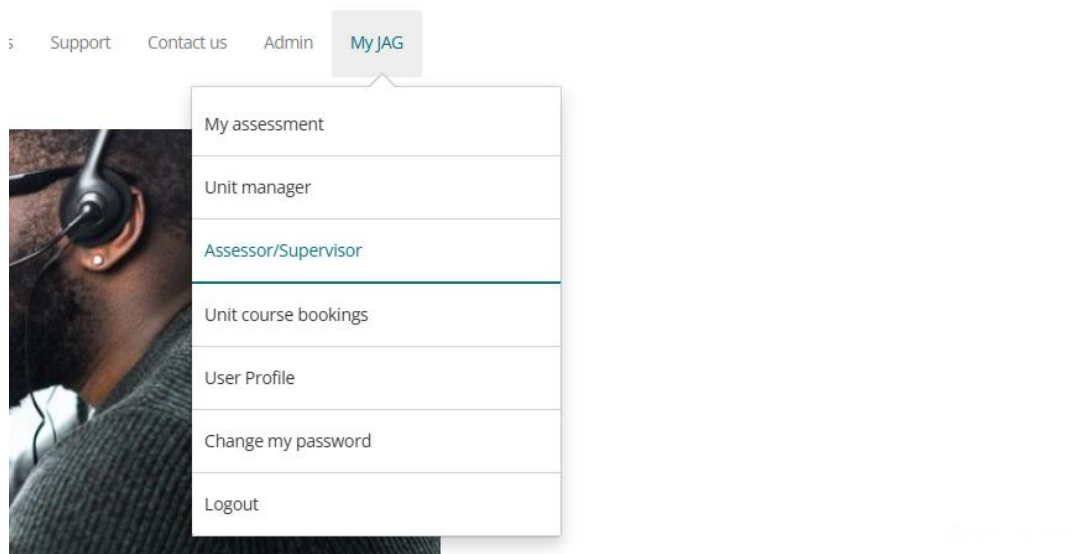 Support Contact us Admin My JAG
My assessment
Unit manager
Assessor/Supervisor
Unit course bookings
User Profile
Change my password
Logout